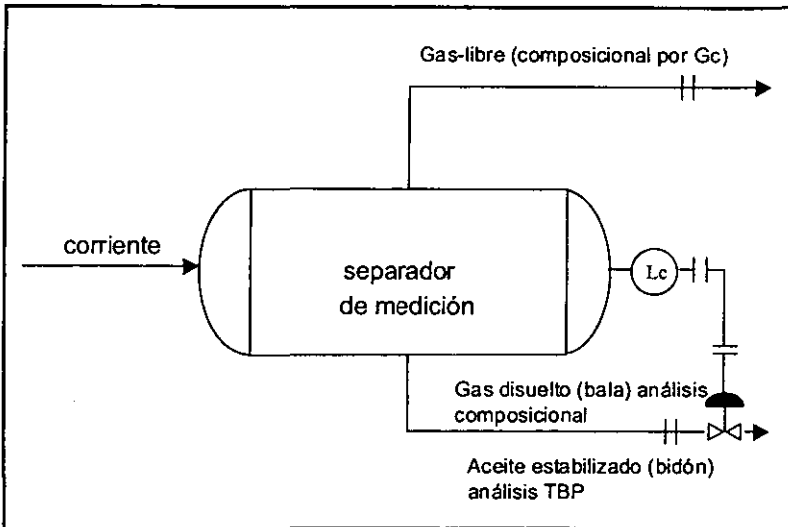 Gas-libre (composicional por Gc)
corriente
separador
de medición
Lc
Gas disuelto (bala) análisis
composicional
Aceite estabilizado (bidón)
análisis TBP